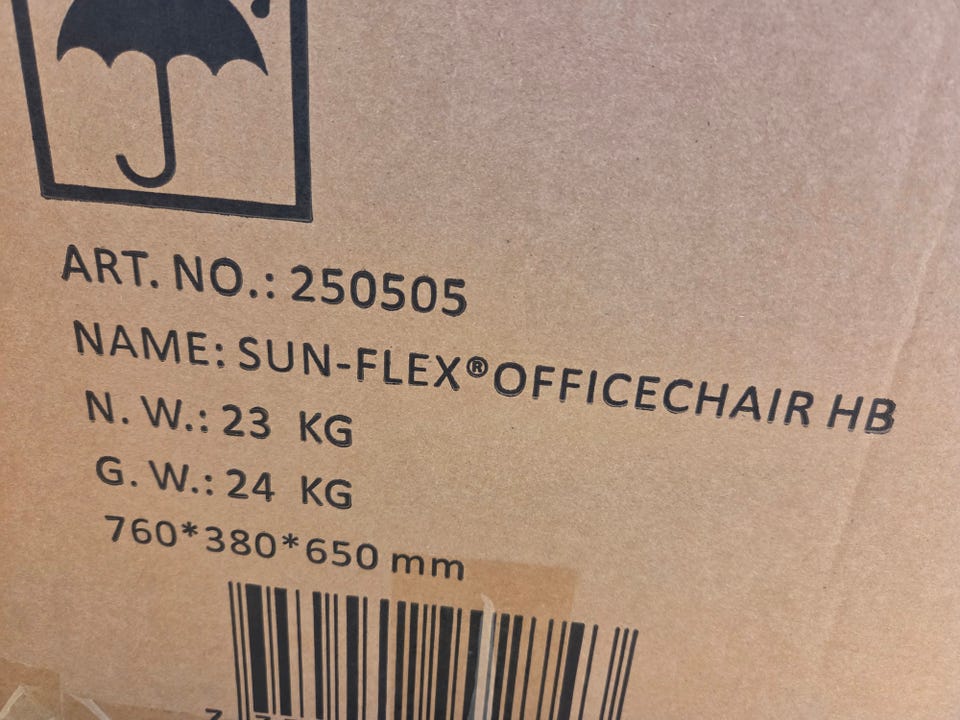 ART. NO.: 250505
NAME: SUN-FLEX®OFFICECHAIR HB
N. W.: 23 KG
G. W.: 24 KG
760*380*650 mm